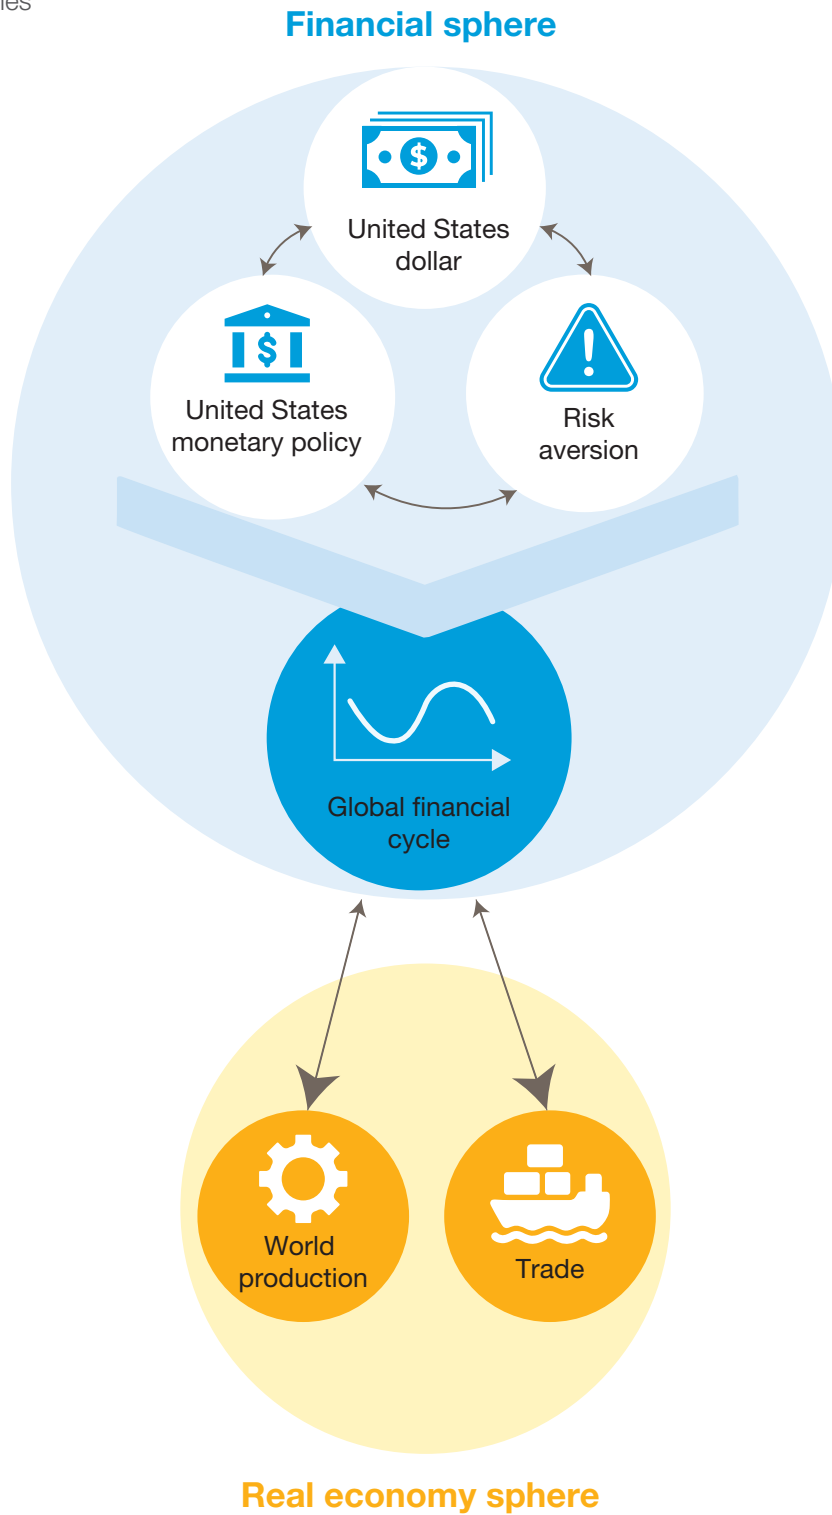 Financial sphere
United States
dollar
United States
monetary policy
Risk
aversion
Global financial
cycle
World
production
Trade
Real economy sphere